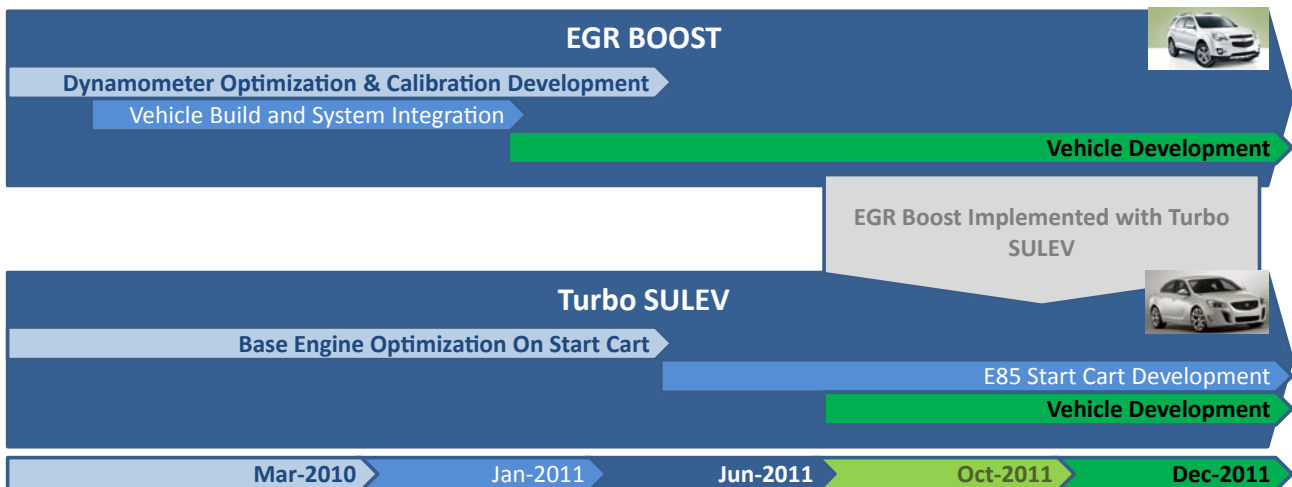 EGR BOOST
Dynamometer Optimization & Calibration Development
Vehicle Build and System Integration
Vehicle Development
EGR Boost Implemented with Turbo
SULEV
Turbo SULEV
Base Engine Optimization On Start Cart
E85 Start Cart Development
Vehicle Development
Mar-2010 Jan-2011 Jun-2011 Oct-2011 Dec-2011